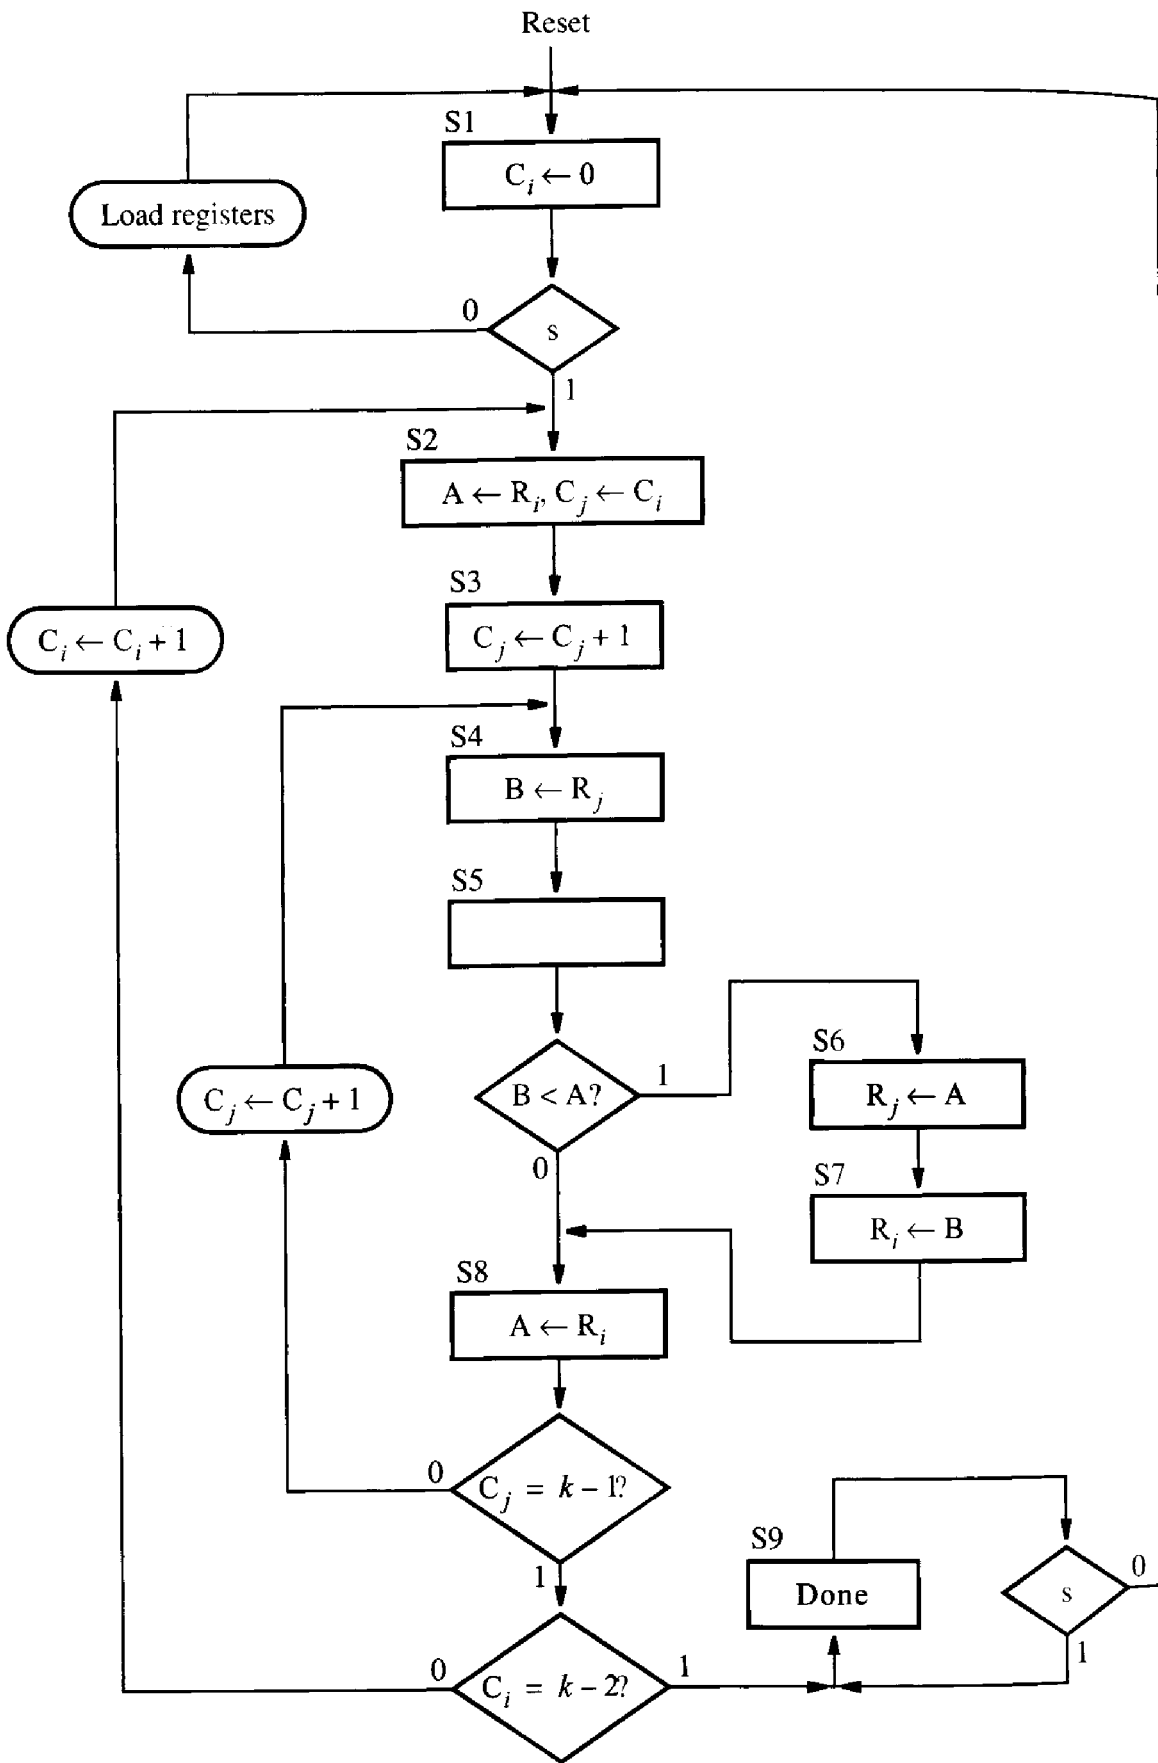 Reset
S1
C_i ← 0
Load registers
0
s
1
S2
A ← R_i, C_j ← C_i
S3
C_j ← C_j + 1
C_i ← C_i + 1
S4
B ← R_j
S5
S6
B < A?
1
R_j ← A
C_j ← C_j + 1
0
S7
R_i ← B
S8
A ← R_i
0
C_j = k − 1?
1
S9
Done
s
0
1
0
C_i = k − 2?
1